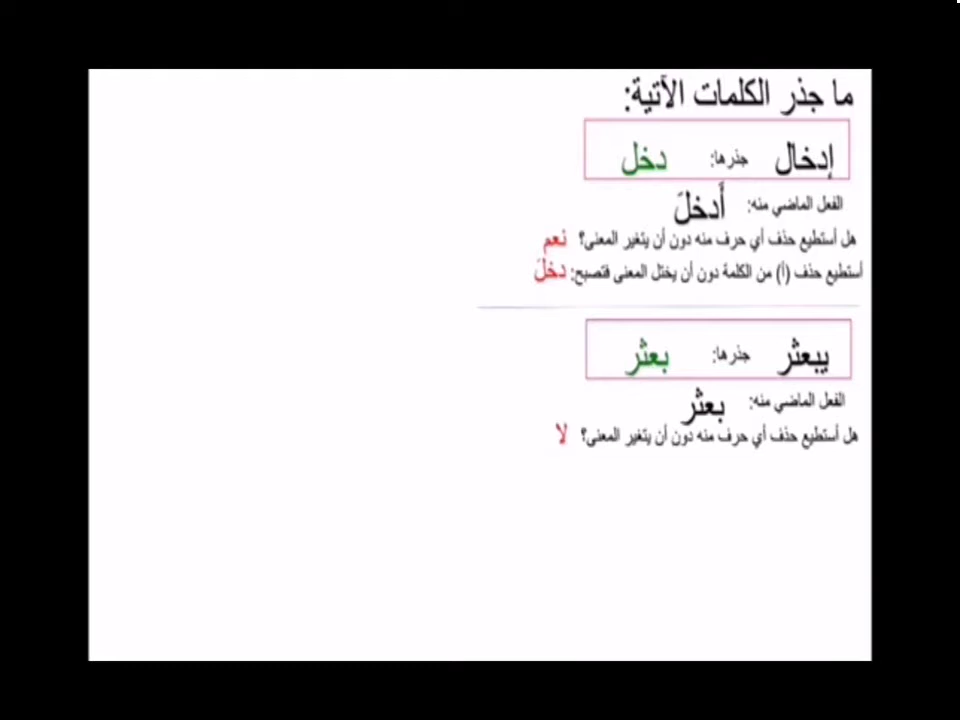 ما جذر الكلمات الآتية:
إدخال جذرها: دخل
الفعل الماضي منه: أَدخلَ
هل أستطيع حذف أي حرف منه دون أن يتغير المعنى؟ نعم
أستطيع حذف (أ) من الكلمة دون أن يختل المعنى فتصبح: دخلَ
يبعثر جذرها: بعثر
الفعل الماضي منه: بعثر
هل أستطيع حذف أي حرف منه دون أن يتغير المعنى؟ لا